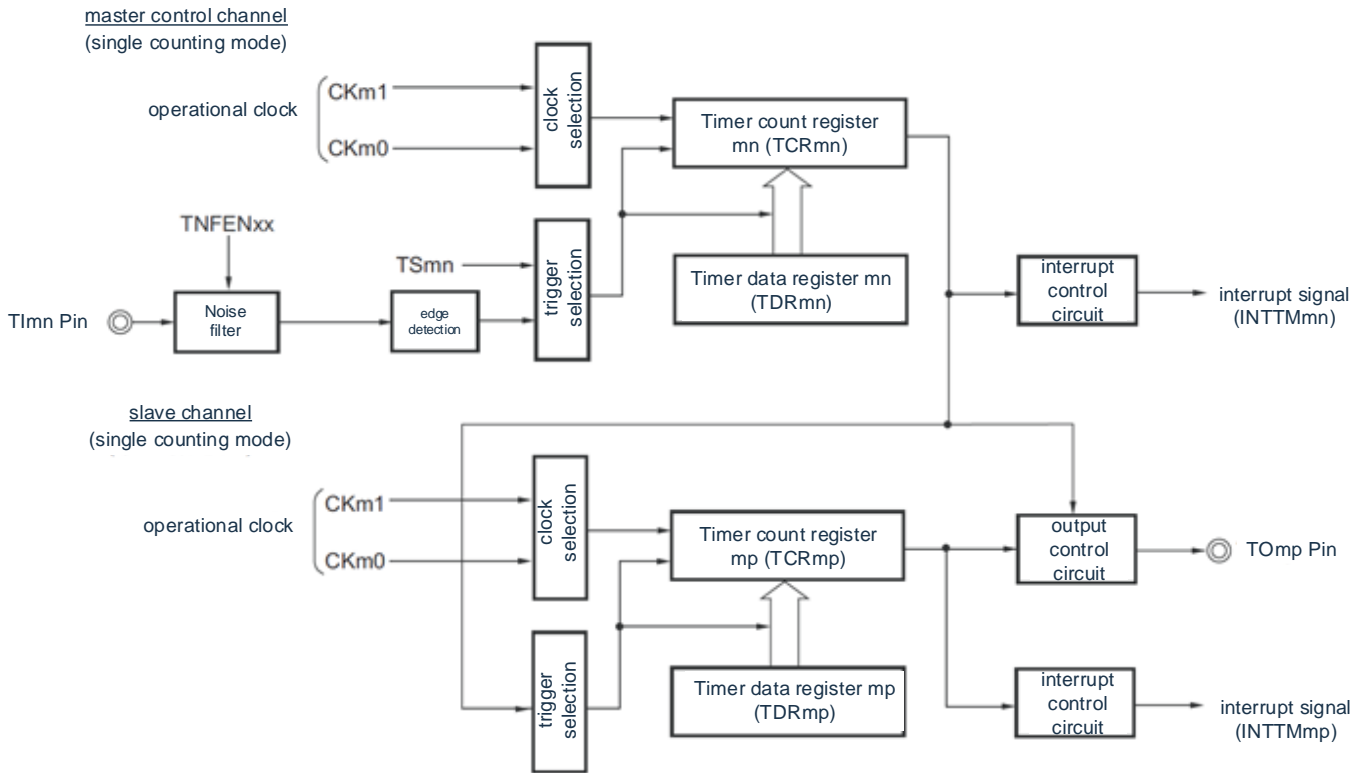 master control channel
(single counting mode)
operational clock
CKm1
CKm0
clock
selection
Timer count register
mn (TCRmn)
TNFENxx
TSmn
trigger
selection
Timer data register mn
(TDRmn)
interrupt
control
circuit
interrupt signal
(INTTMmn)
TImn Pin
Noise
filter
edge
detection
slave channel
(single counting mode)
operational clock
CKm1
CKm0
clock
selection
Timer count register
mp (TCRmp)
output
control
circuit
TOmp Pin
trigger
selection
Timer data register mp
(TDRmp)
interrupt
control
circuit
interrupt signal
(INTTMmp)